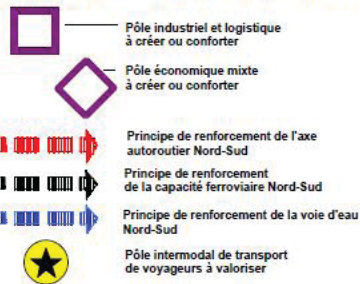 Pôle industriel et logistique
à créer ou conforter
Pôle économique mixte
à créer ou conforter
Principe de renforcement de l'axe
autoroutier Nord-Sud
Principe de renforcement
de la capacité ferroviaire Nord-Sud
Principe de renforcement de la voie d'eau
Nord-Sud
Pôle intermodal de transport
de voyageurs à valoriser